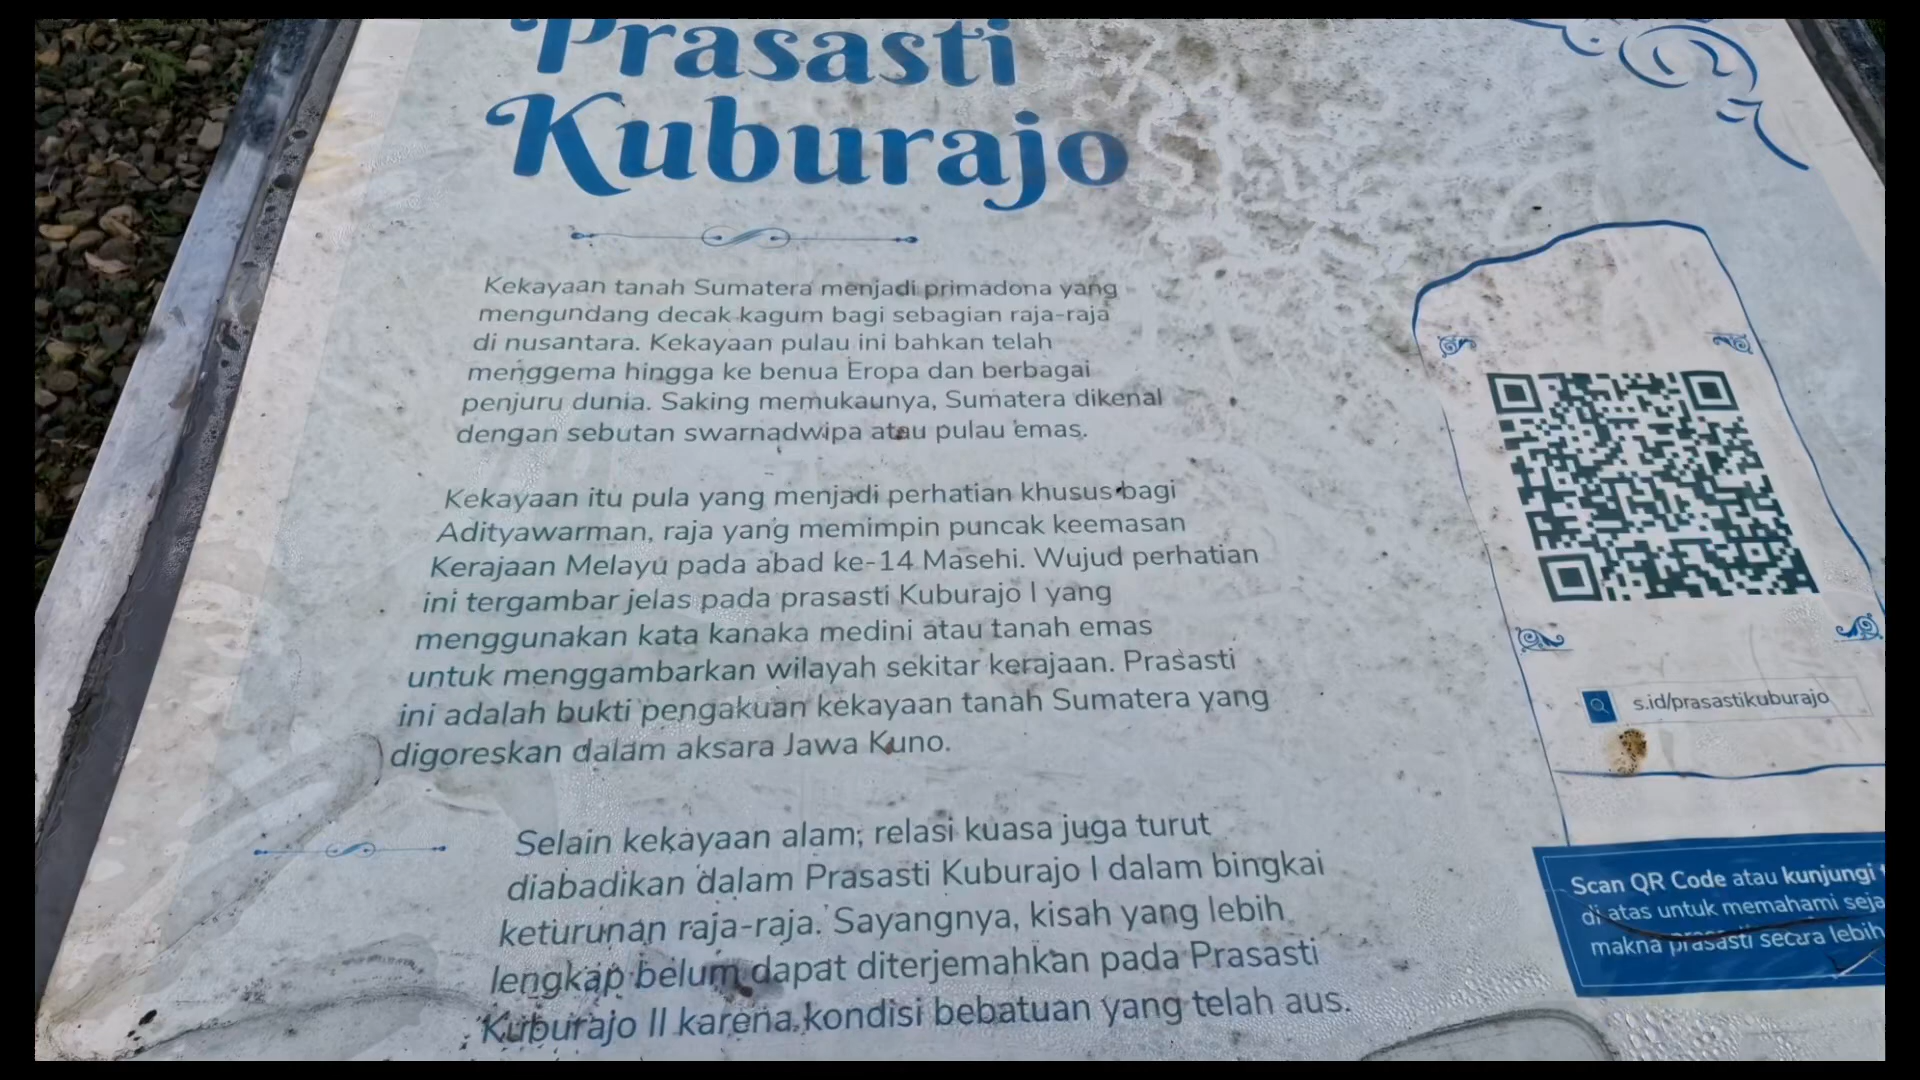 Prasasti
Kuburajo
Kekayaan tanah Sumatera menjadi primadona yang
mengundang decak kagum bagi sebagian raja-raja
di nusantara. Kekayaan pulau ini bahkan telah
menggema hingga ke benua Eropa dan berbagai
penjuru dunia. Saking memukaunya, Sumatera dikenal
dengan sebutan swarnadwipa atau pulau emas.
Kekayaan itu pula yang menjadi perhatian khusus bagi
Adityawarman, raja yang memimpin puncak keemasan
Kerajaan Melayu pada abad ke-14 Masehi. Wujud perhatian
ini tergambar jelas pada prasasti Kuburajo I yang
menggunakan kata kanaka medini atau tanah emas
untuk menggambarkan wilayah sekitar kerajaan. Prasasti
ini adalah bukti pengakuan kekayaan tanah Sumatera yang
digoreskan dalam aksara Jawa Kuno.
Selain kekayaan alam, relasi kuasa juga turut
diabadikan dalam Prasasti Kuburajo I dalam bingkai
keturunan raja-raja. Sayangnya, kisah yang lebih
lengkap belum dapat diterjemahkan pada Prasasti
Kuburajo II karena kondisi bebatuan yang telah aus.
s.id/prasastikuburajo
Scan QR Code atau kunjungi
di atas untuk memahami seja
makna prasasti secara lebih